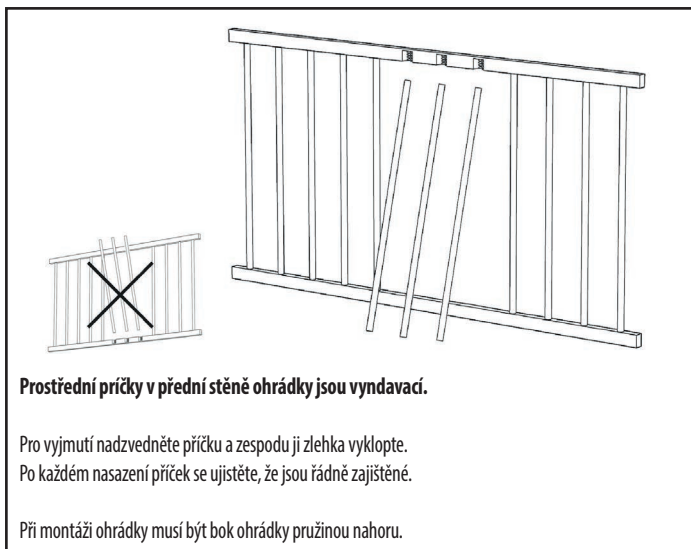 Prostřední príčky v přední stěně ohrádky jsou vyndavací.
Pro vyjmutí nadzvedněte příčku a zespodu ji zlehka vyklopte.
Po každém nasazení příček se ujistěte, že jsou řádně zajištěné.
Při montáži ohrádky musí být bok ohrádky pružinou nahoru.